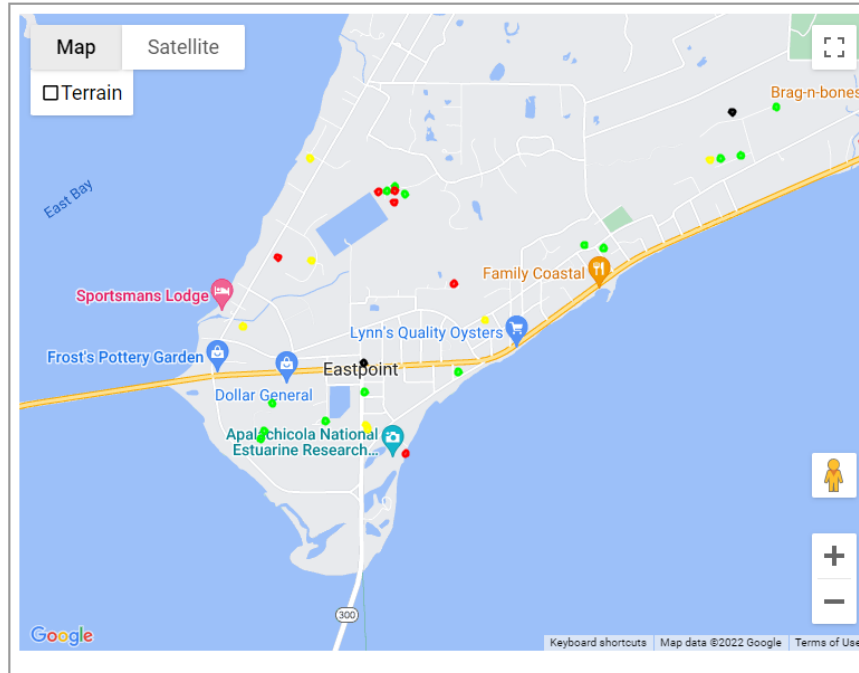 Map
Satellite
Terrain
Brag-n-bones
East Bay
Sportsmans Lodge
Family Coastal
Lynn's Quality Oysters
Frost's Pottery Garden
Eastpoint
Dollar General
Apalachicola National
Estuarine Research...
300
Google
Keyboard shortcuts
Map data ©2022 Google
Terms of Use